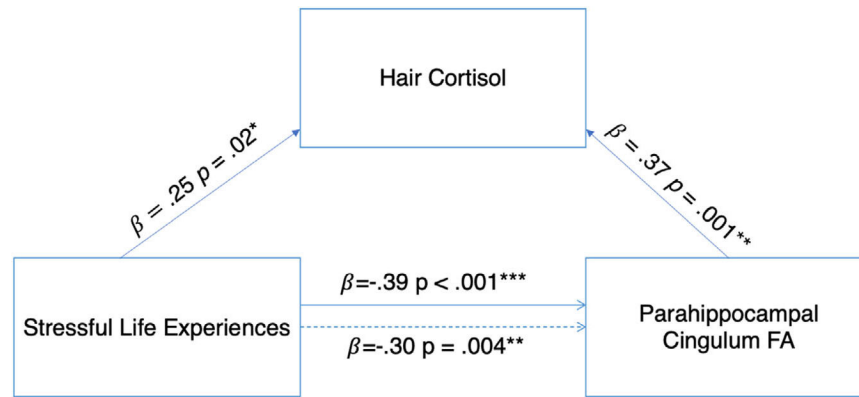 Hair Cortisol
β = .25 p = .02*
β = .37 p = .001**
Stressful Life Experiences
β=-.39 p < .001***
β=-.30 p = .004**
Parahippocampal
Cingulum FA